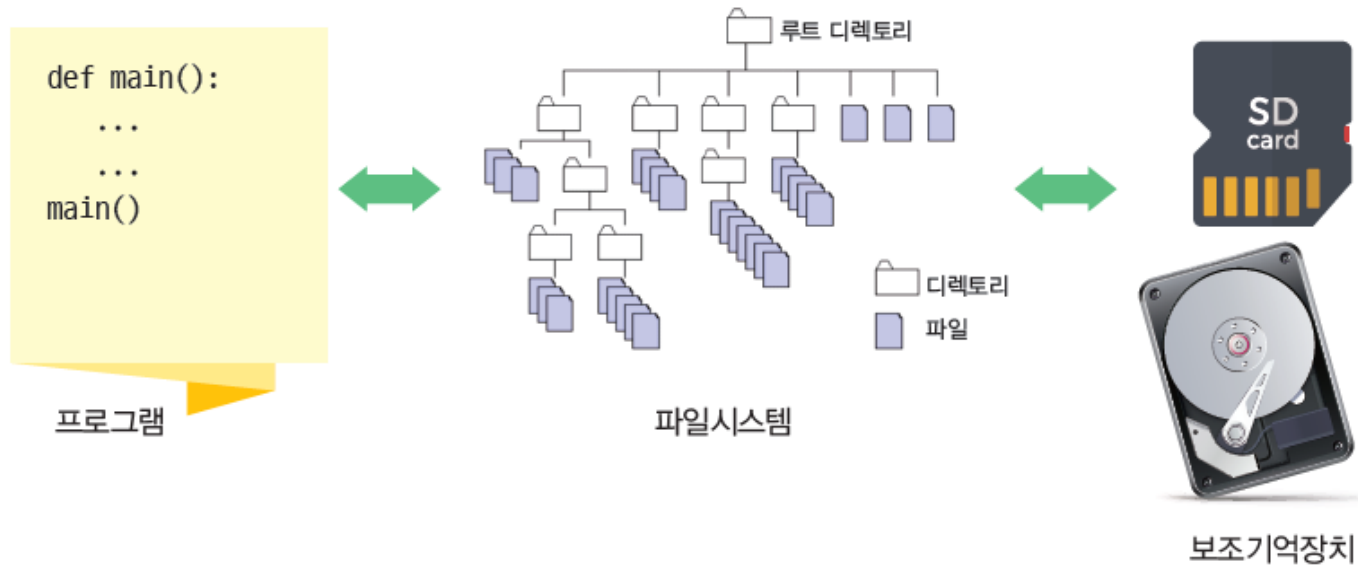 def main():
...
...
main()
프로그램
루트 디렉토리
디렉토리
파일
파일시스템
SD
card
보조기억장치